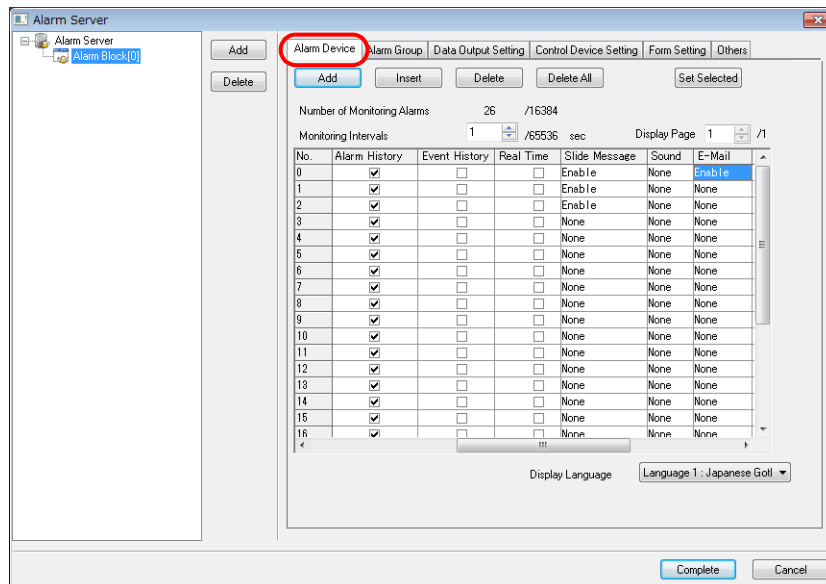 Alarm Server
Alarm Server
Alarm Block[0]
Add
Delete
Alarm Device Alarm Group Data Output Setting Control Device Setting Form Setting Others
Add Insert Delete Delete All Set Selected
Number of Monitoring Alarms 26 /16384
Monitoring Intervals 1 /65536 sec Display Page 1 /1
No. Alarm History Event History Real Time Slide Message Sound E-Mail
0 Enable None Enable
1 Enable None None
2 Enable None None
3 None None None
4 None None None
5 None None None
6 None None None
7 None None None
8 None None None
9 None None None
10 None None None
11 None None None
12 None None None
13 None None None
14 None None None
15 None None None
16 None None None
Display Language Language 1 : Japanese Gotl
Complete Cancel